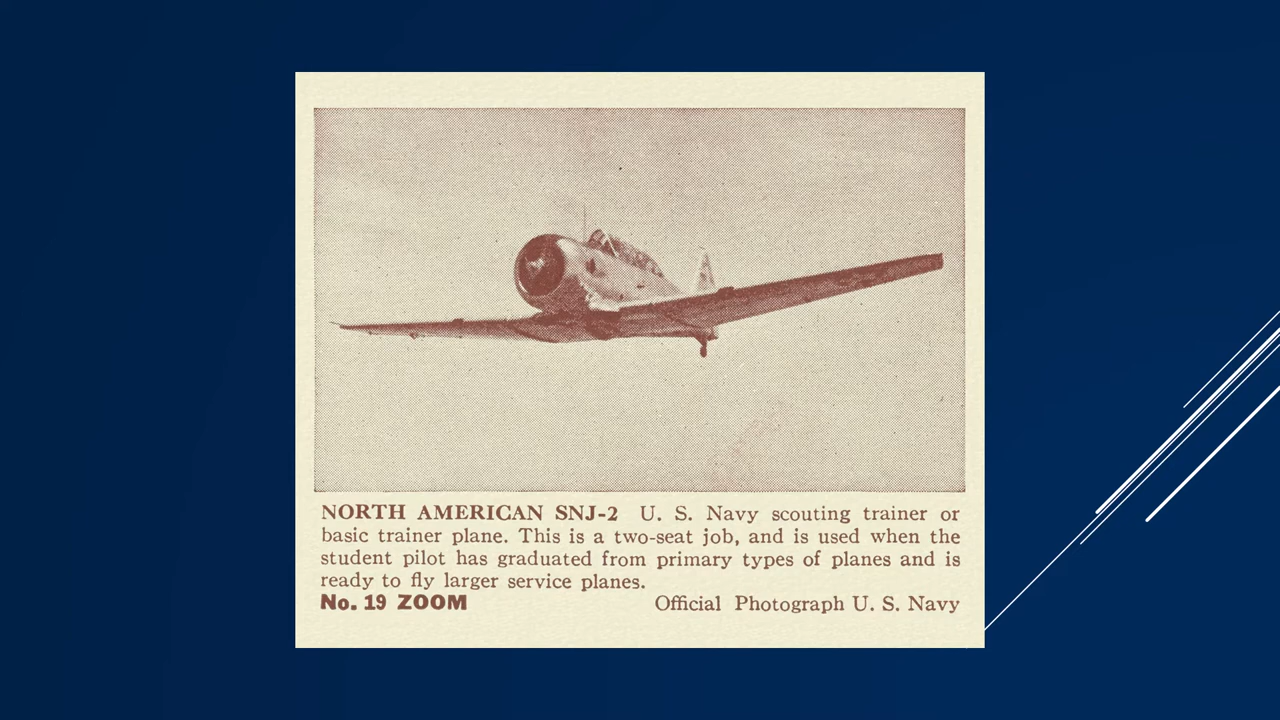 NORTH AMERICAN SNJ-2 U. S. Navy scouting trainer or
basic trainer plane. This is a two-seat job, and is used when the
student pilot has graduated from primary types of planes and is
ready to fly larger service planes.
No. 19 ZOOM Official Photograph U. S. Navy